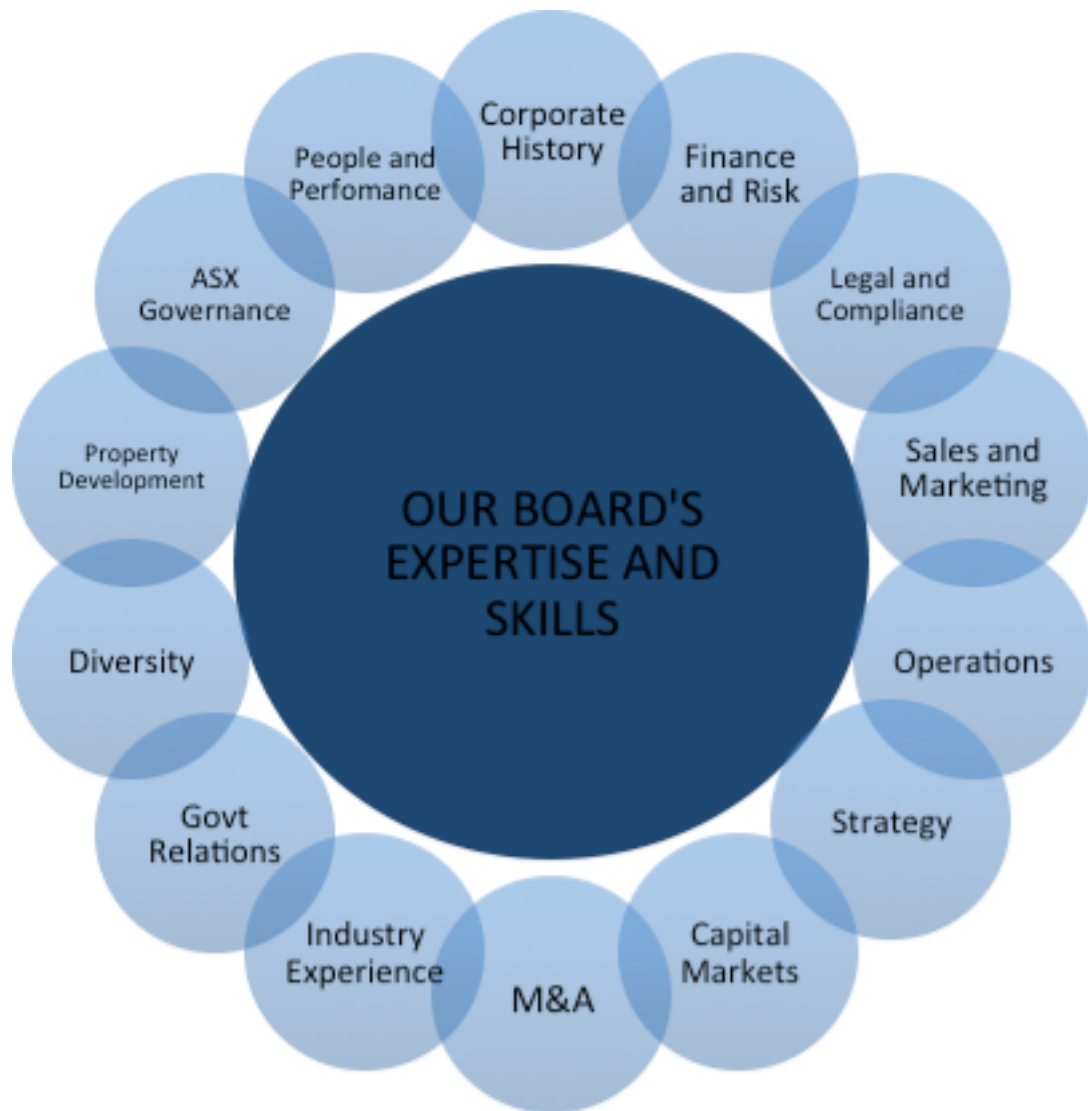 Corporate
History
Finance
and Risk
Legal and
Compliance
Sales and
Marketing
Operations
Strategy
Capital
Markets
M&A
Industry
Experience
Govt
Relations
Diversity
Property
Development
ASX
Governance
People and
Perfomance
OUR BOARD'S
EXPERTISE AND
SKILLS